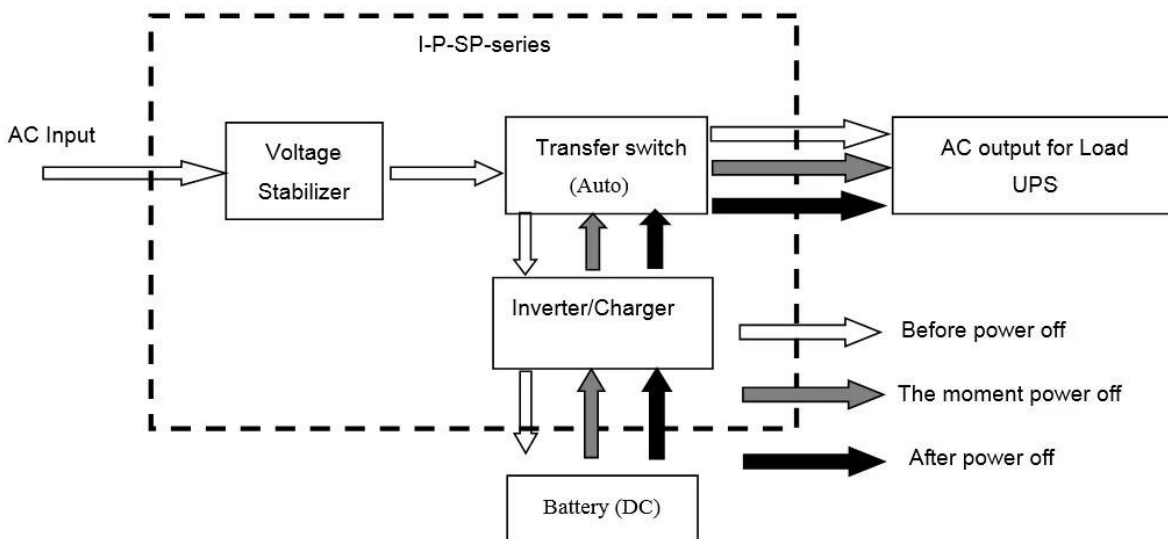 I-P-SP-series
AC Input
Voltage
Stabilizer
Transfer switch
(Auto)
AC output for Load
UPS
Inverter/Charger
Before power off
The moment power off
After power off
Battery (DC)